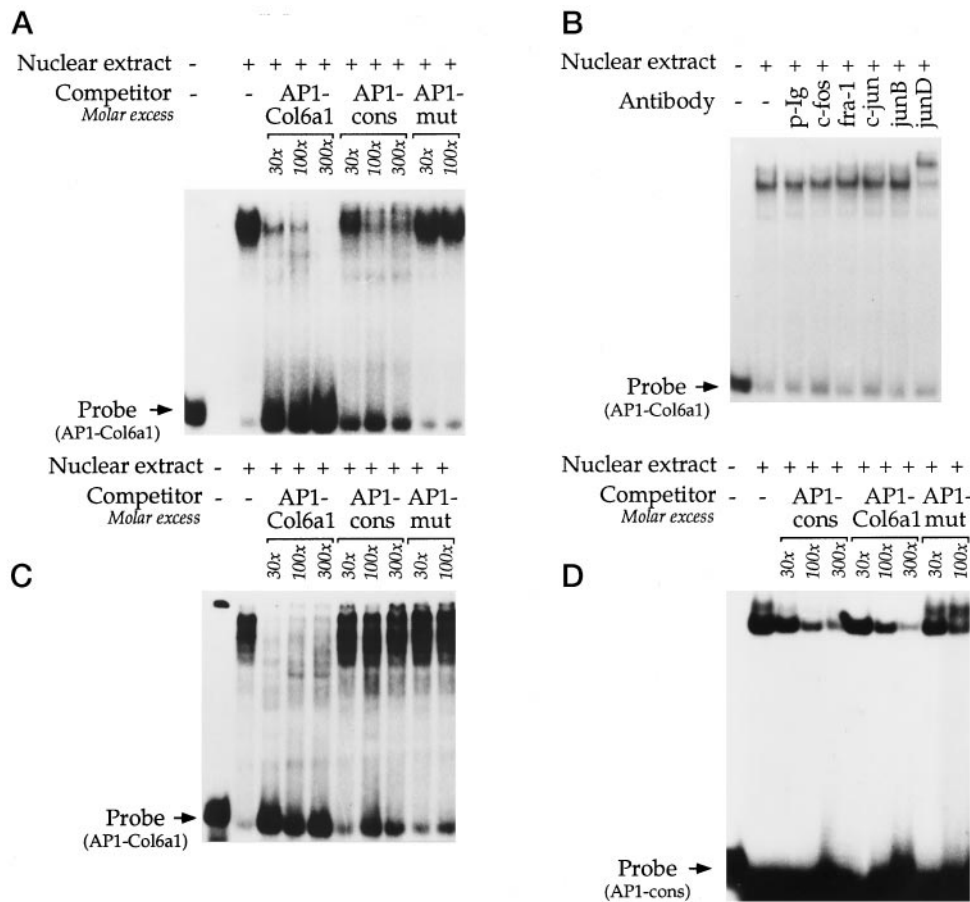 A
Nuclear extract - + + + + + + + + +
Competitor - - AP1- AP1- AP1-
Molar excess Col6a1 cons mut
30x 100x 300x 30x 100x 300x 30x 100x
Probe
(AP1-Col6a1)
B
Nuclear extract - + + + + + + +
Antibody - - p-Ig c-fos fra-1 c-jun junB junD
Probe
(AP1-Col6a1)
Nuclear extract - + + + + + + + + +
Competitor - - AP1- AP1- AP1-
Molar excess Col6a1 cons mut
C
30x 100x 300x 30x 100x 300x 30x 100x
Probe
(AP1-Col6a1)
Nuclear extract - + + + + + + + + +
Competitor - - AP1- AP1- AP1-
Molar excess cons Col6a1 mut
D
30x 100x 300x 30x 100x 300x 30x 100x
Probe
(AP1-cons)